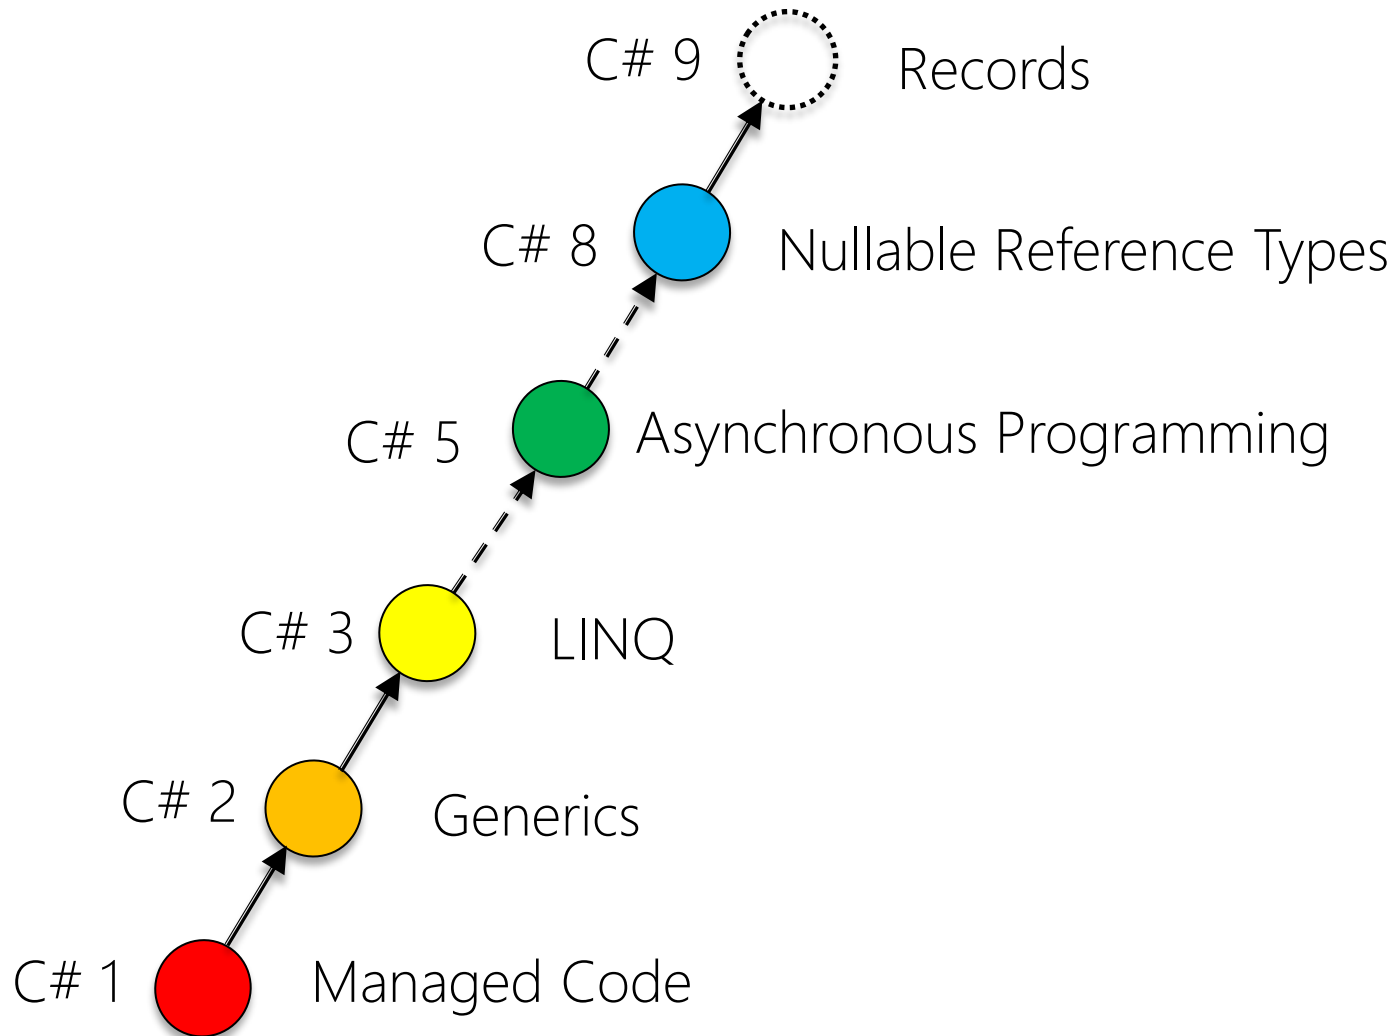 C# 9 Records
C# 8 Nullable Reference Types
C# 5 Asynchronous Programming
C# 3 LINQ
C# 2 Generics
C# 1 Managed Code